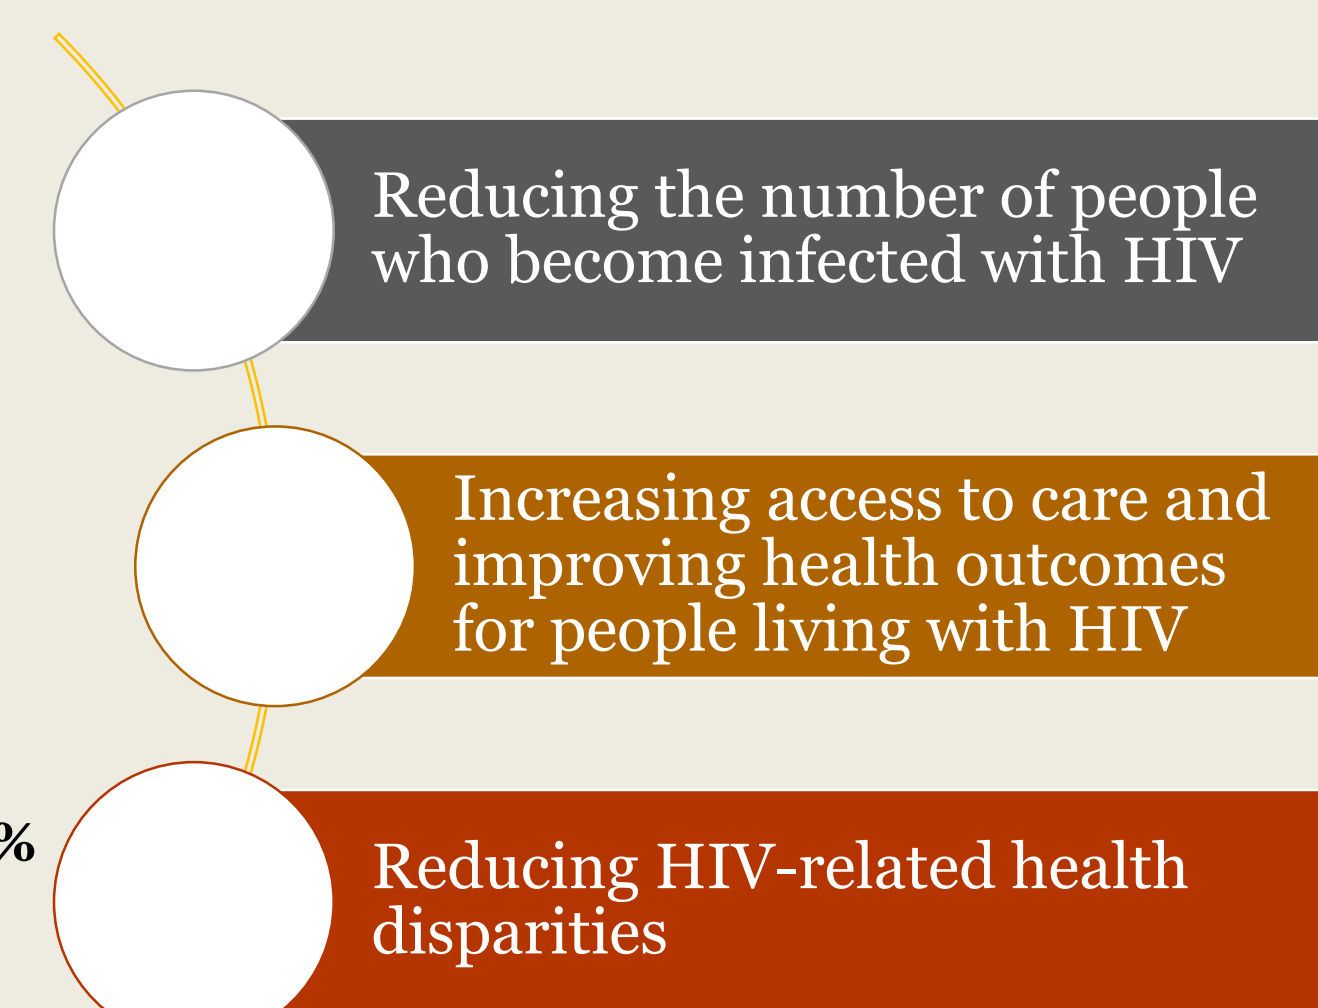 Reducing the number of people
who become infected with HIV
Increasing access to care and
improving health outcomes
for people living with HIV
%
Reducing HIV-related health
disparities